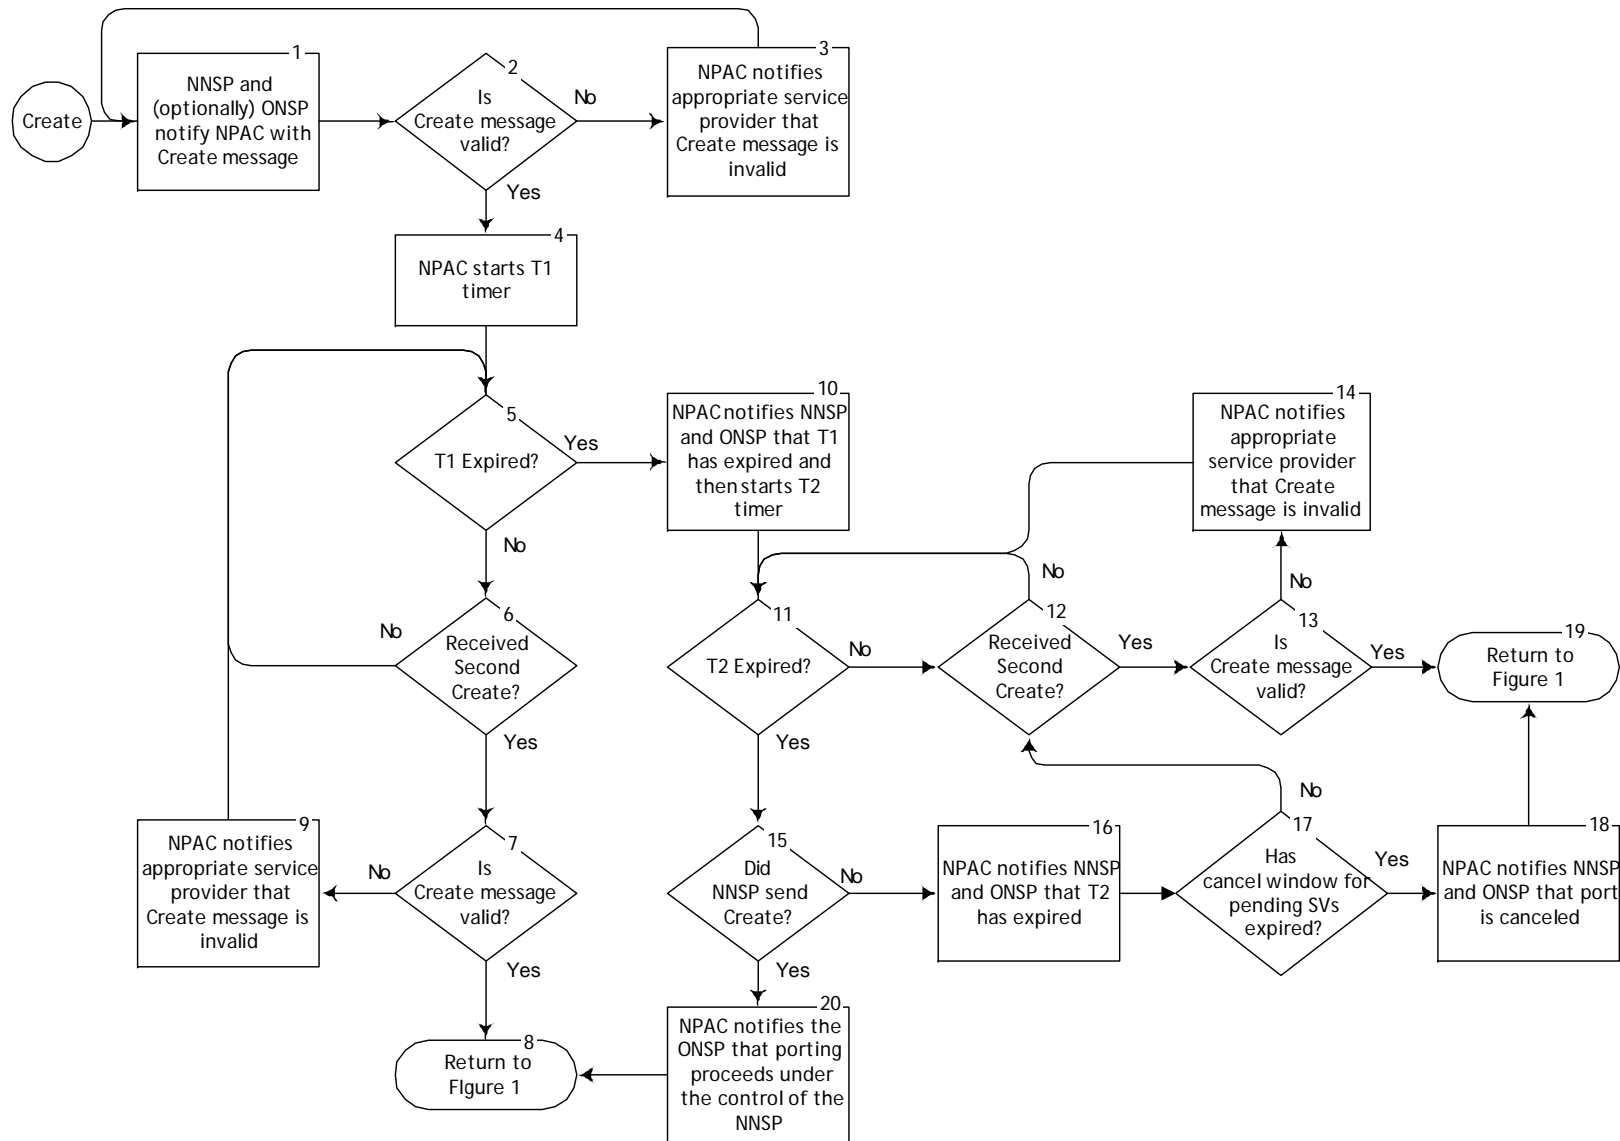 Create
1
NNSP and
(optionally) ONSP
notify NPAC with
Create message
2
Is
Create message
valid?
No
Yes
3
NPAC notifies
appropriate service
provider that
Create message is
invalid
4
NPAC starts T1
timer
5
T1 Expired?
Yes
No
10
NPAC notifies NNSP
and ONSP that T1
has expired and
then starts T2
timer
14
NPAC notifies
appropriate
service provider
that Create
message is invalid
6
Received
Second
Create?
No
Yes
11
T2 Expired?
No
Yes
12
Received
Second
Create?
No
Yes
13
Is
Create message
valid?
No
Yes
19
Return to
Figure 1
9
NPAC notifies
appropriate service
provider that
Create message is
invalid
7
Is
Create message
valid?
No
Yes
15
Did
NNSP send
Create?
No
Yes
16
NPAC notifies NNSP
and ONSP that T2
has expired
17
Has
cancel window for
pending SVs
expired?
No
Yes
18
NPAC notifies NNSP
and ONSP that port
is canceled
8
Return to
FIgure 1
20
NPAC notifies the
ONSP that porting
proceeds under
the control of the
NNSP